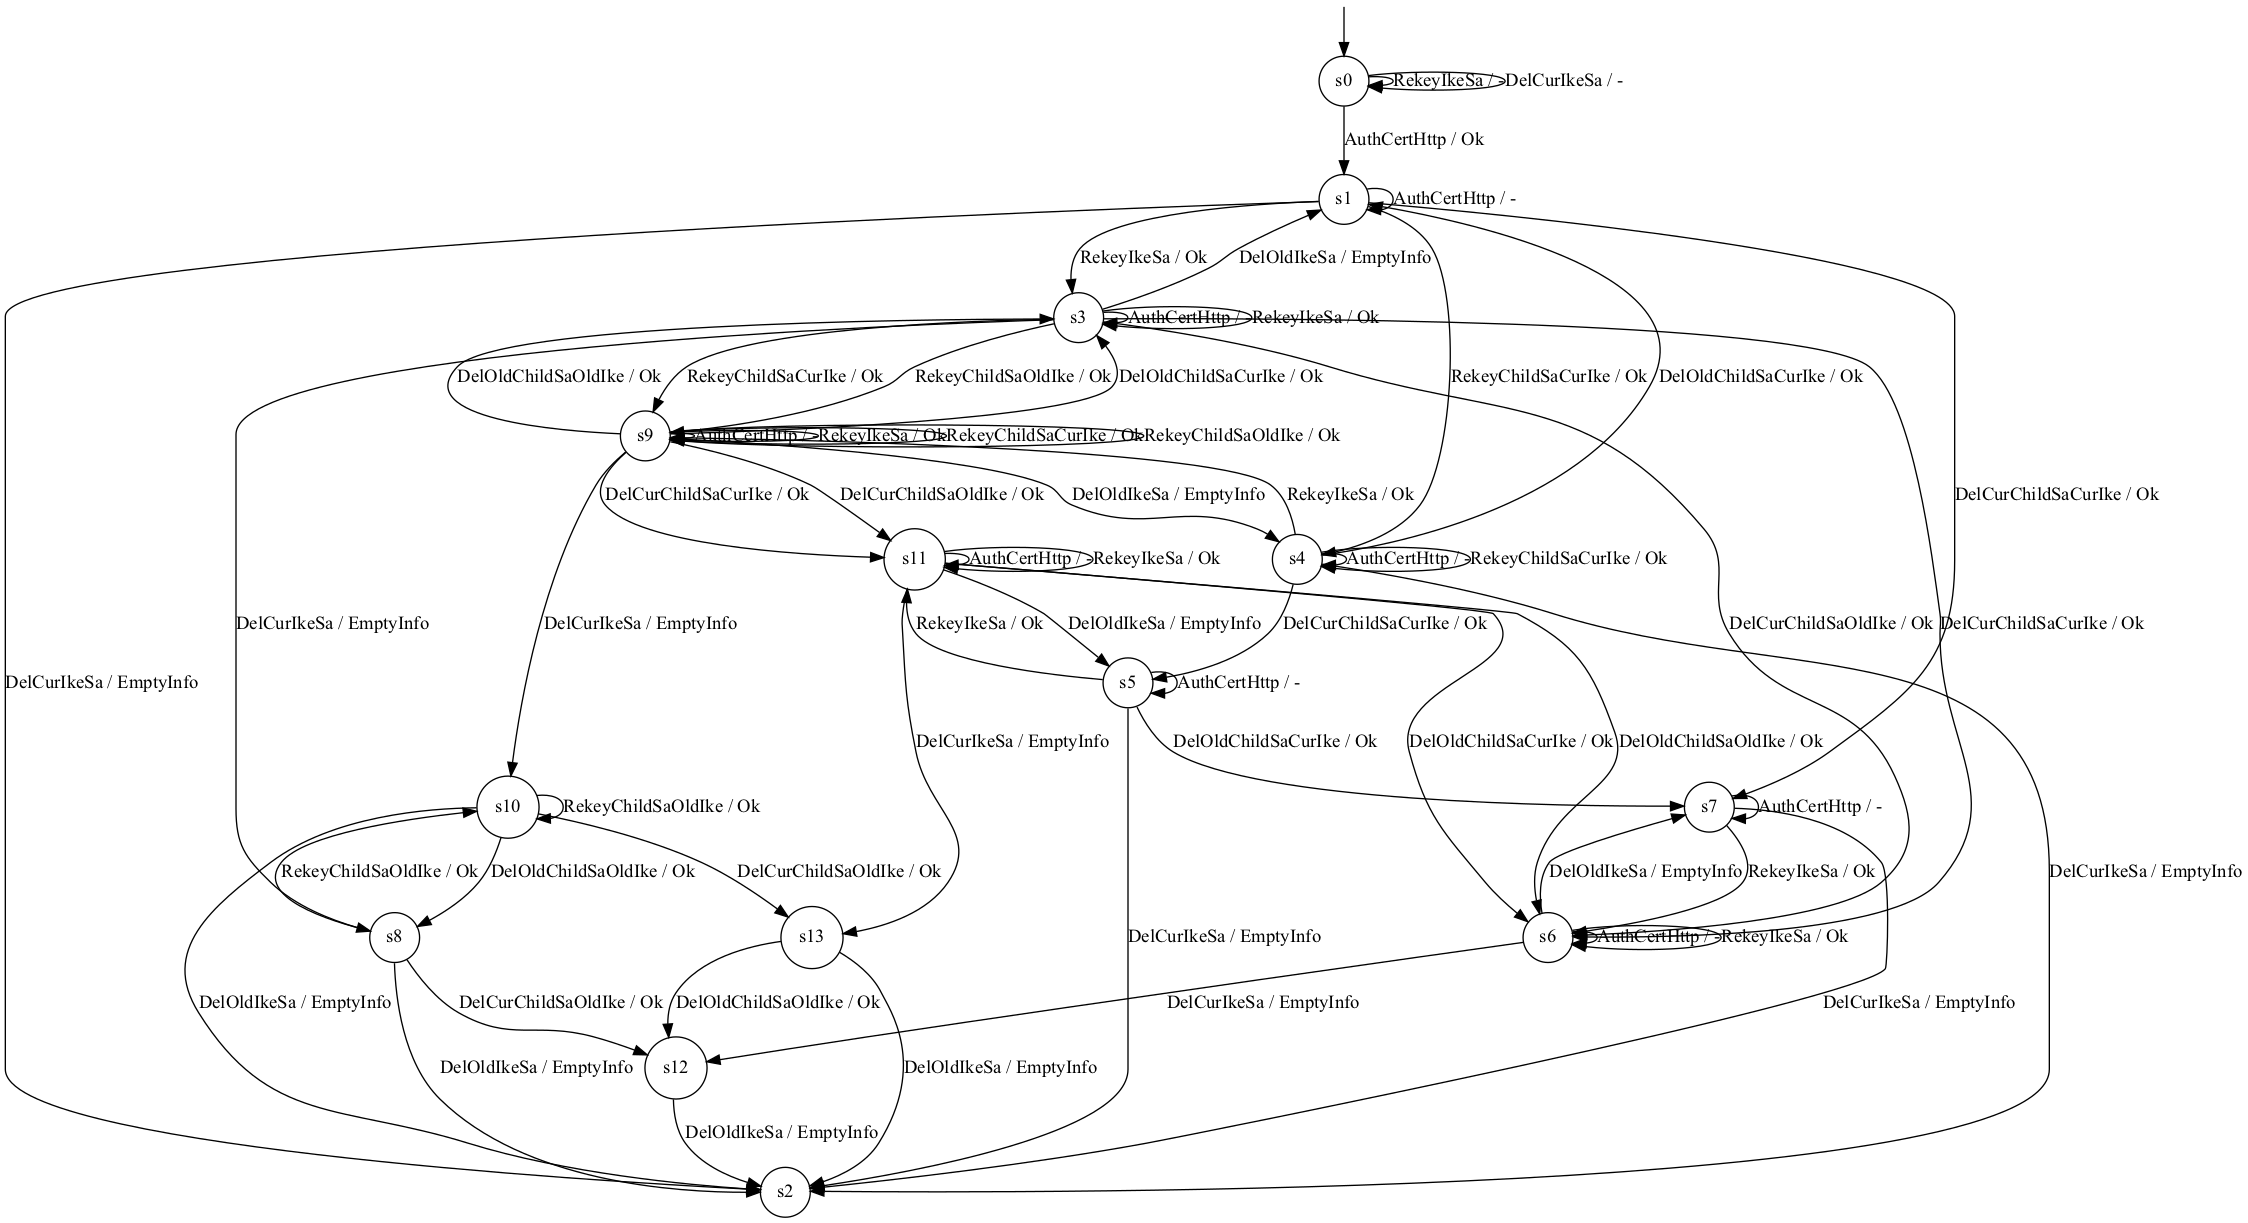 s0
RekeyIkeSa / -
DelCurIkeSa / -
AuthCertHttp / Ok
s1
AuthCertHttp / -
RekeyIkeSa / Ok
DelOldIkeSa / EmptyInfo
s3
AuthCertHttp / -
RekeyIkeSa / Ok
DelOldChildSaOldIke / Ok
RekeyChildSaCurIke / Ok
RekeyChildSaOldIke / Ok
DelOldChildSaCurIke / Ok
RekeyChildSaCurIke / Ok
DelOldChildSaCurIke / Ok
s9
AuthCertHttp / -
RekeyIkeSa / Ok
RekeyChildSaCurIke / Ok
RekeyChildSaOldIke / Ok
DelCurChildSaCurIke / Ok
DelCurChildSaOldIke / Ok
DelOldIkeSa / EmptyInfo
RekeyIkeSa / Ok
DelCurChildSaCurIke / Ok
s11
AuthCertHttp / -
RekeyIkeSa / Ok
s4
AuthCertHttp / -
RekeyChildSaCurIke / Ok
DelCurIkeSa / EmptyInfo
DelCurIkeSa / EmptyInfo
RekeyIkeSa / Ok
DelOldIkeSa / EmptyInfo
DelCurChildSaCurIke / Ok
DelCurChildSaOldIke / Ok
DelCurChildSaCurIke / Ok
DelCurIkeSa / EmptyInfo
s5
AuthCertHttp / -
DelCurIkeSa / EmptyInfo
DelOldChildSaCurIke / Ok
DelOldChildSaCurIke / Ok
DelOldChildSaOldIke / Ok
s10
RekeyChildSaOldIke / Ok
s7
AuthCertHttp / -
RekeyChildSaOldIke / Ok
DelOldChildSaOldIke / Ok
DelCurChildSaOldIke / Ok
DelOldIkeSa / EmptyInfo
RekeyIkeSa / Ok
DelCurIkeSa / EmptyInfo
s8
s13
DelCurIkeSa / EmptyInfo
s6
AuthCertHttp / -
RekeyIkeSa / Ok
DelOldIkeSa / EmptyInfo
DelCurChildSaOldIke / Ok
DelOldChildSaOldIke / Ok
DelCurIkeSa / EmptyInfo
DelCurIkeSa / EmptyInfo
DelOldIkeSa / EmptyInfo
s12
DelOldIkeSa / EmptyInfo
DelOldIkeSa / EmptyInfo
s2